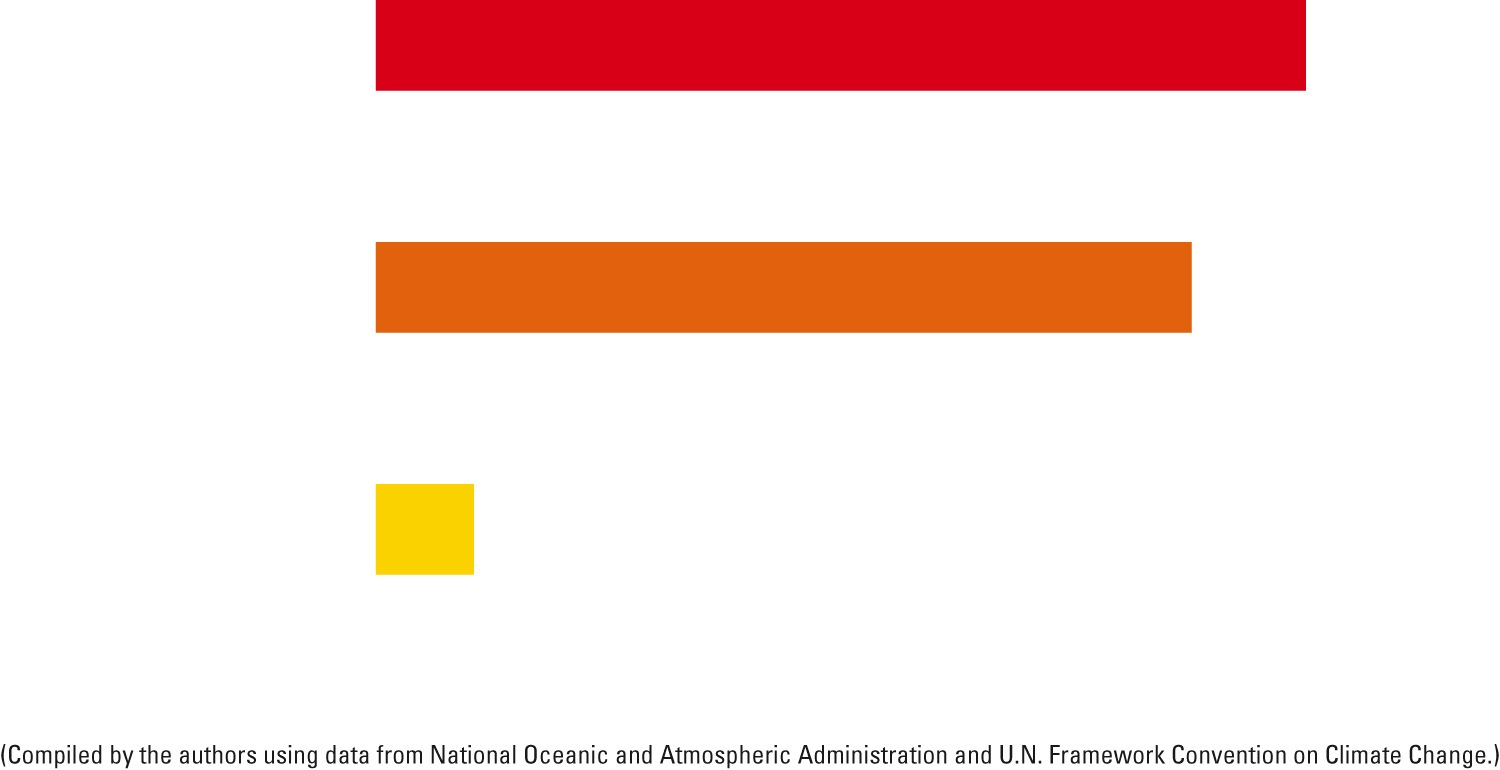 (Compiled by the authors using data from National Oceanic and Atmospheric Administration and U.N. Framework Convention on Climate Change.)